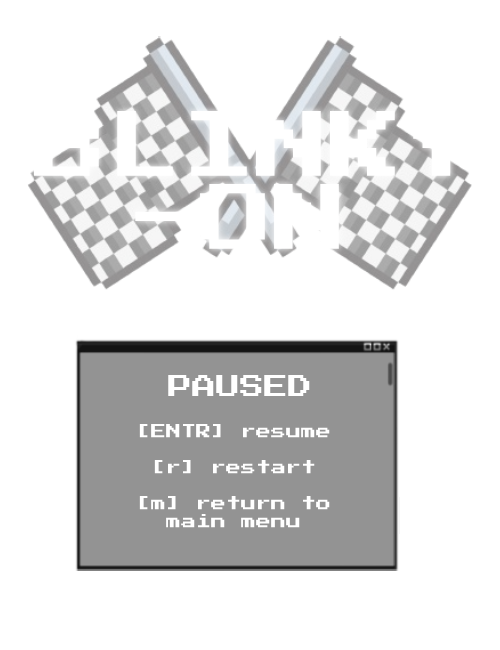 PAUSED
[ENTR] resume
[r] restart
[m] return to
main menu